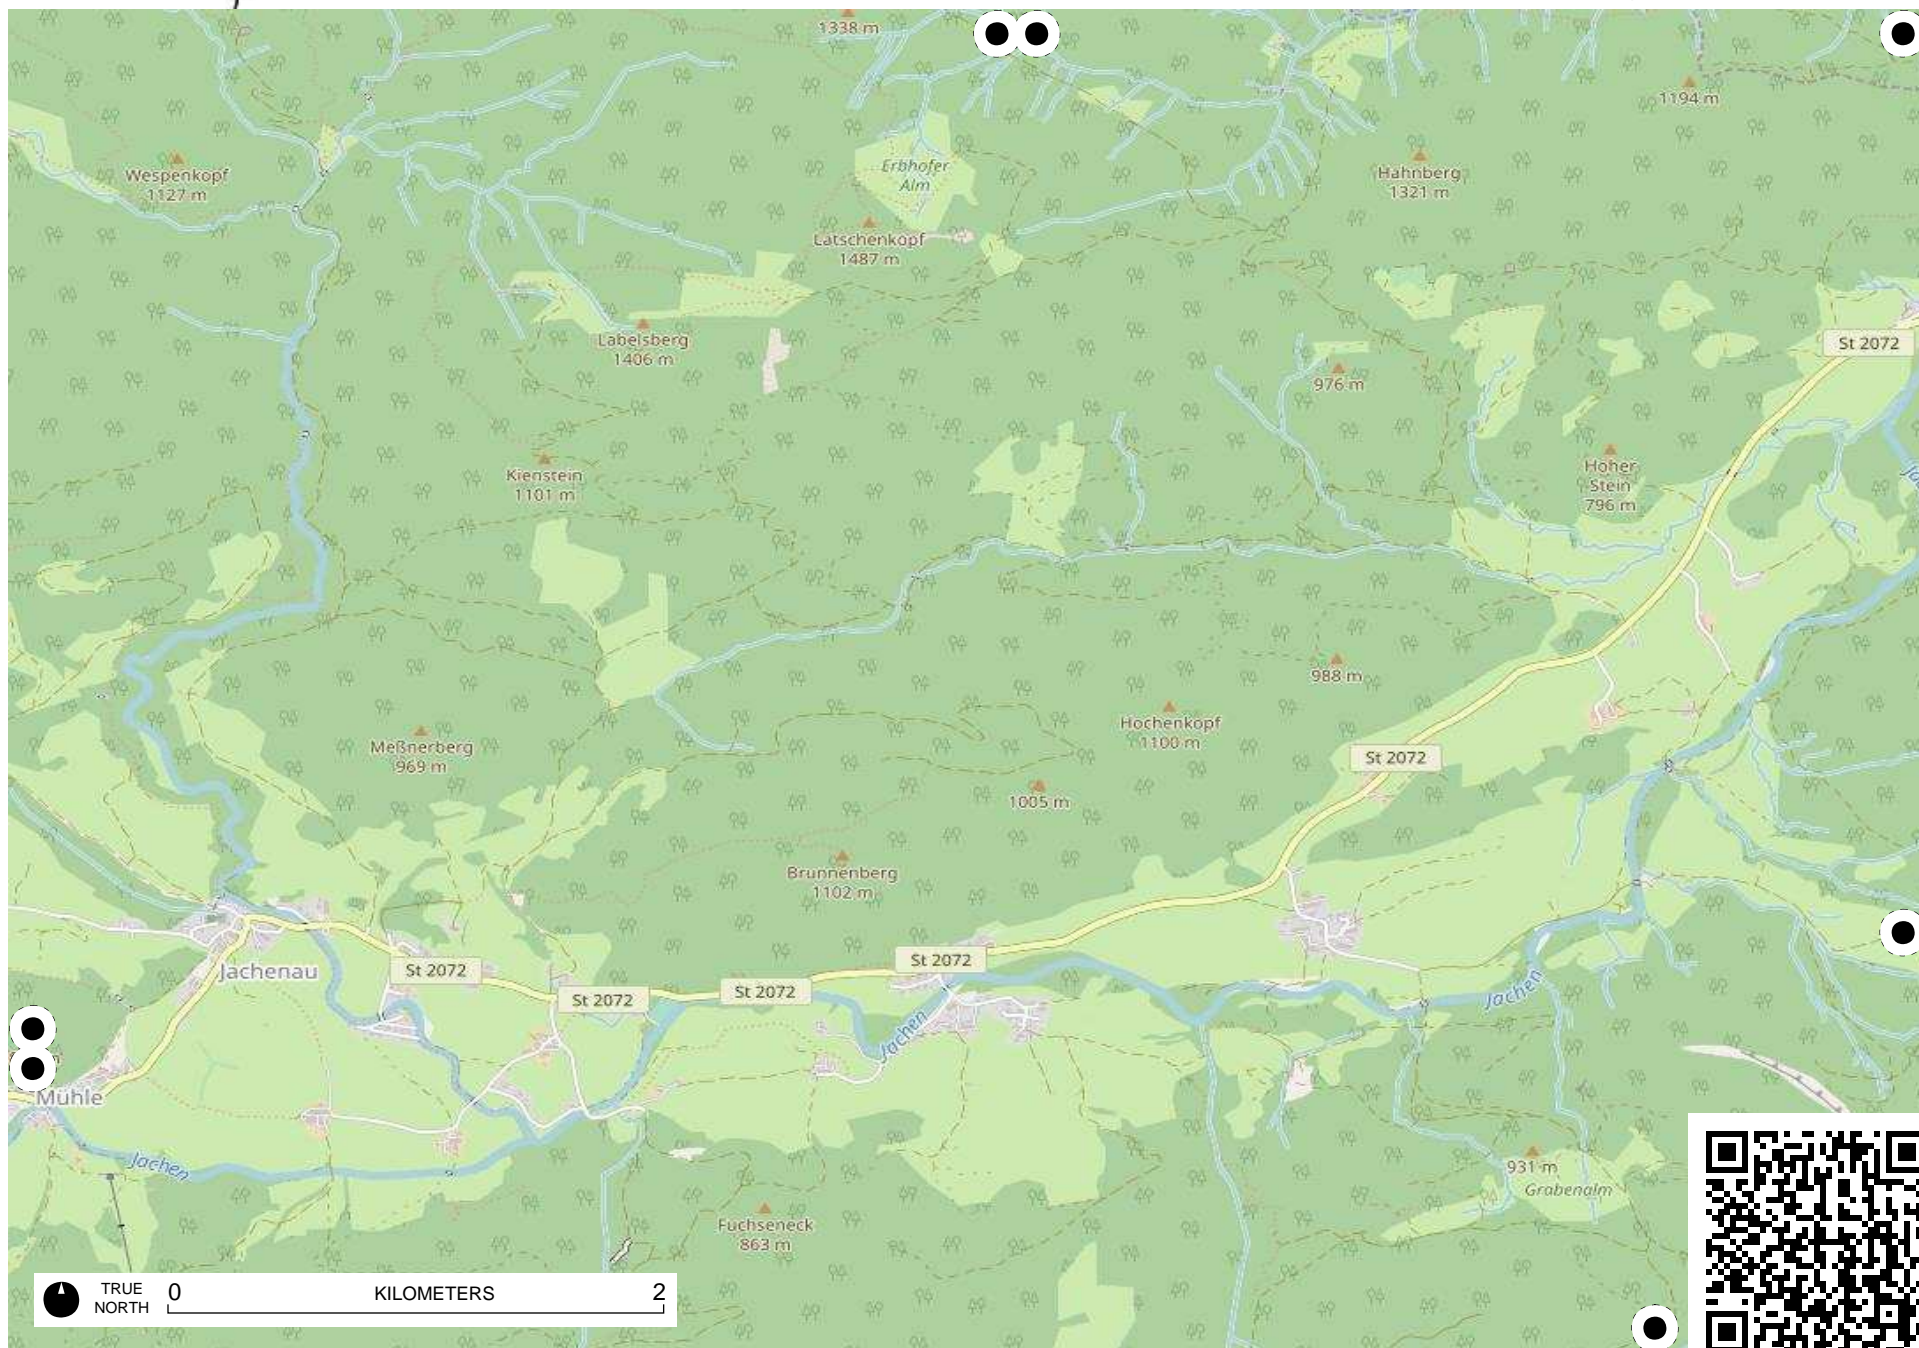 1338 m
1194 m
Wespenkopf
1127 m
Erbhofer
Alm
Hahnberg
1321 m
Latschenkopf
1487 m
Labelsberg
1406 m
St 2072
976 m
Kienstein
1101 m
Hoher
Stein
796 m
988 m
Hochenkopf
1100 m
Meßnerberg
969 m
St 2072
1005 m
Brunnenberg
1102 m
Jachenau
St 2072
St 2072
St 2072
St 2072
Jachen
Jachen
Mühle
Jachen
931 m
Grabenalm
Fuchseneck
863 m
TRUE
NORTH
0 KILOMETERS 2